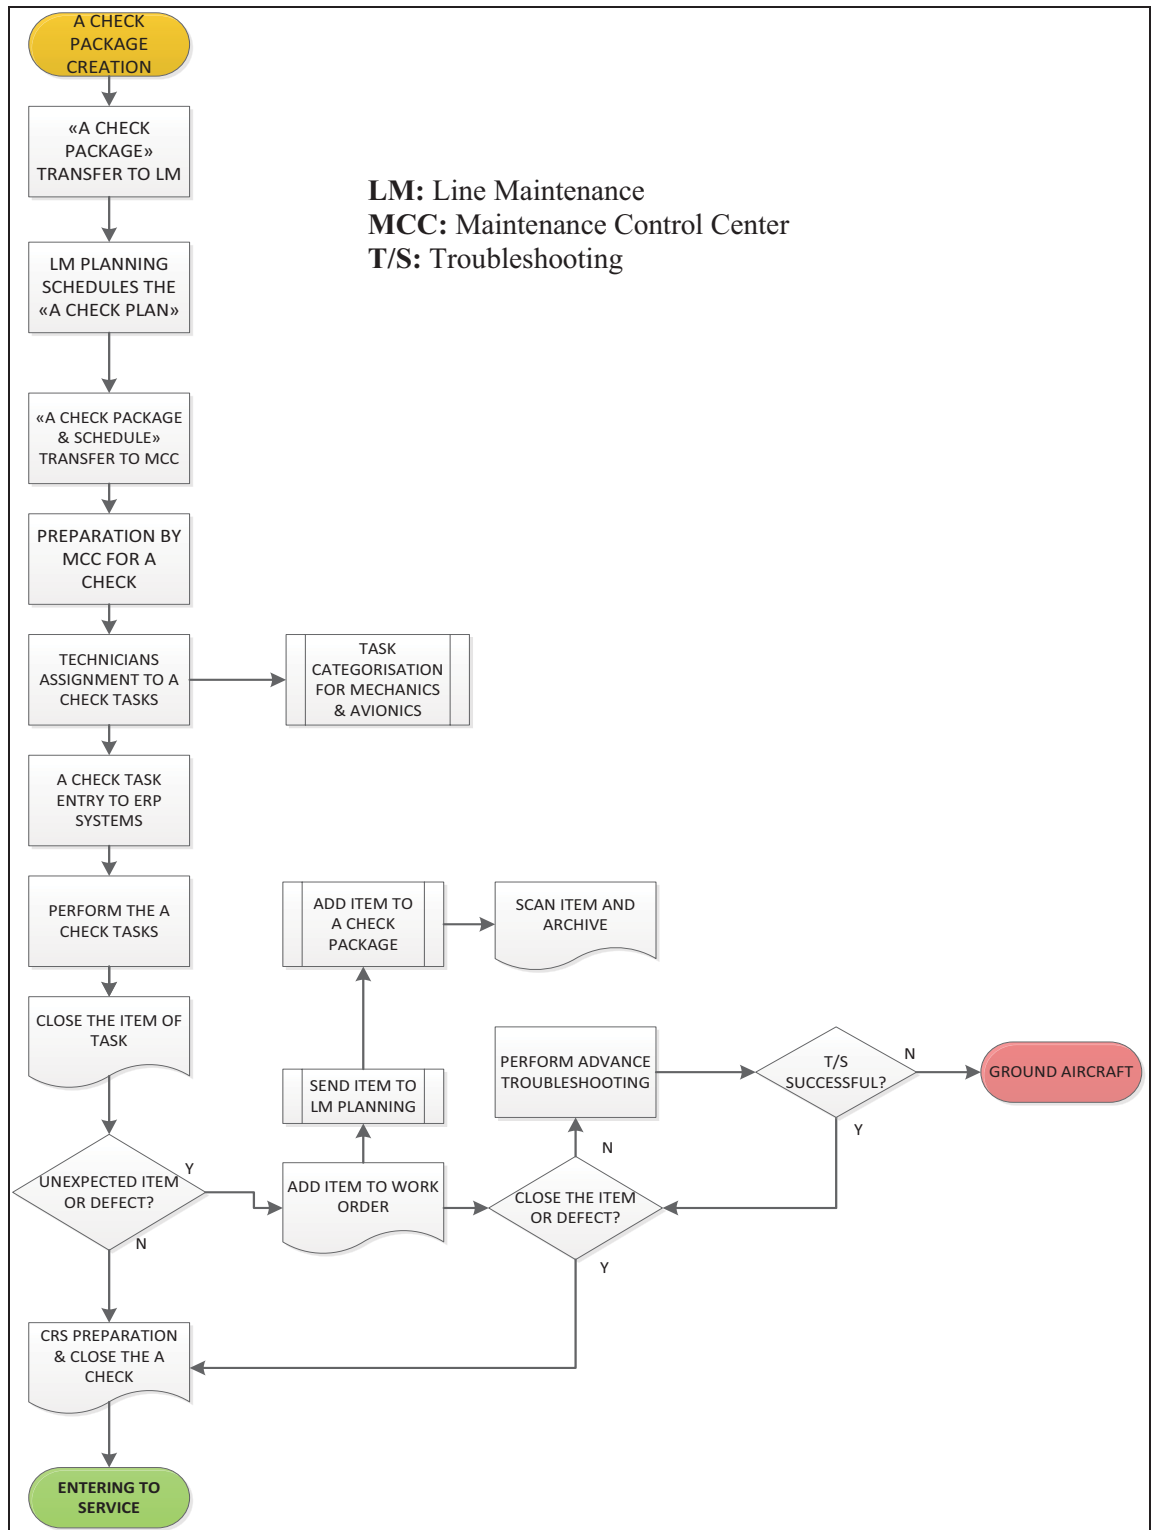 A CHECK
PACKAGE
CREATION
«A CHECK
PACKAGE»
TRANSFER TO LM
LM: Line Maintenance
MCC: Maintenance Control Center
T/S: Troubleshooting
LM PLANNING
SCHEDULES THE
«A CHECK PLAN»
«A CHECK PACKAGE
& SCHEDULE»
TRANSFER TO MCC
PREPARATION BY
MCC FOR A
CHECK
TECHNICIANS
ASSIGNMENT TO A
CHECK TASKS
TASK
CATEGORISATION
FOR MECHANICS
& AVIONICS
A CHECK TASK
ENTRY TO ERP
SYSTEMS
PERFORM THE A
CHECK TASKS
ADD ITEM TO
A CHECK
PACKAGE
SCAN ITEM AND
ARCHIVE
CLOSE THE ITEM OF
TASK
SEND ITEM TO
LM PLANNING
PERFORM ADVANCE
TROUBLESHOOTING
T/S
SUCCESSFUL?
N
GROUND AIRCRAFT
Y
UNEXPECTED ITEM
OR DEFECT?
Y
N
ADD ITEM TO WORK
ORDER
CLOSE THE ITEM
OR DEFECT?
N
Y
CRS PREPARATION
& CLOSE THE A
CHECK
ENTERING TO
SERVICE